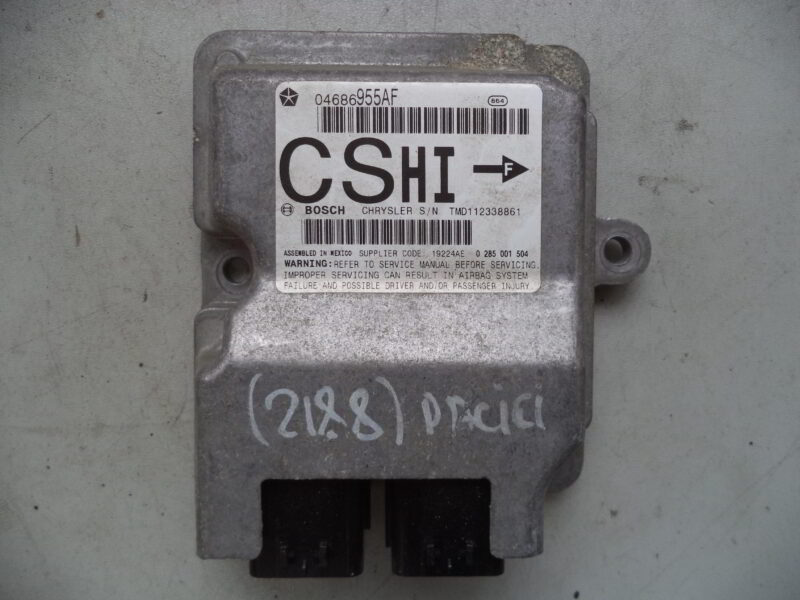 04686955AF 864
CSHI F
BOSCH CHRYSLER S/N TMD112338861
ASSEMBLED IN MEXICO SUPPLIER CODE: 19224AE 0 285 001 504
WARNING: REFER TO SERVICE MANUAL BEFORE SERVICING.
IMPROPER SERVICING CAN RESULT IN AIRBAG SYSTEM
FAILURE AND POSSIBLE DRIVER AND/OR PASSENGER INJURY.
(2188)